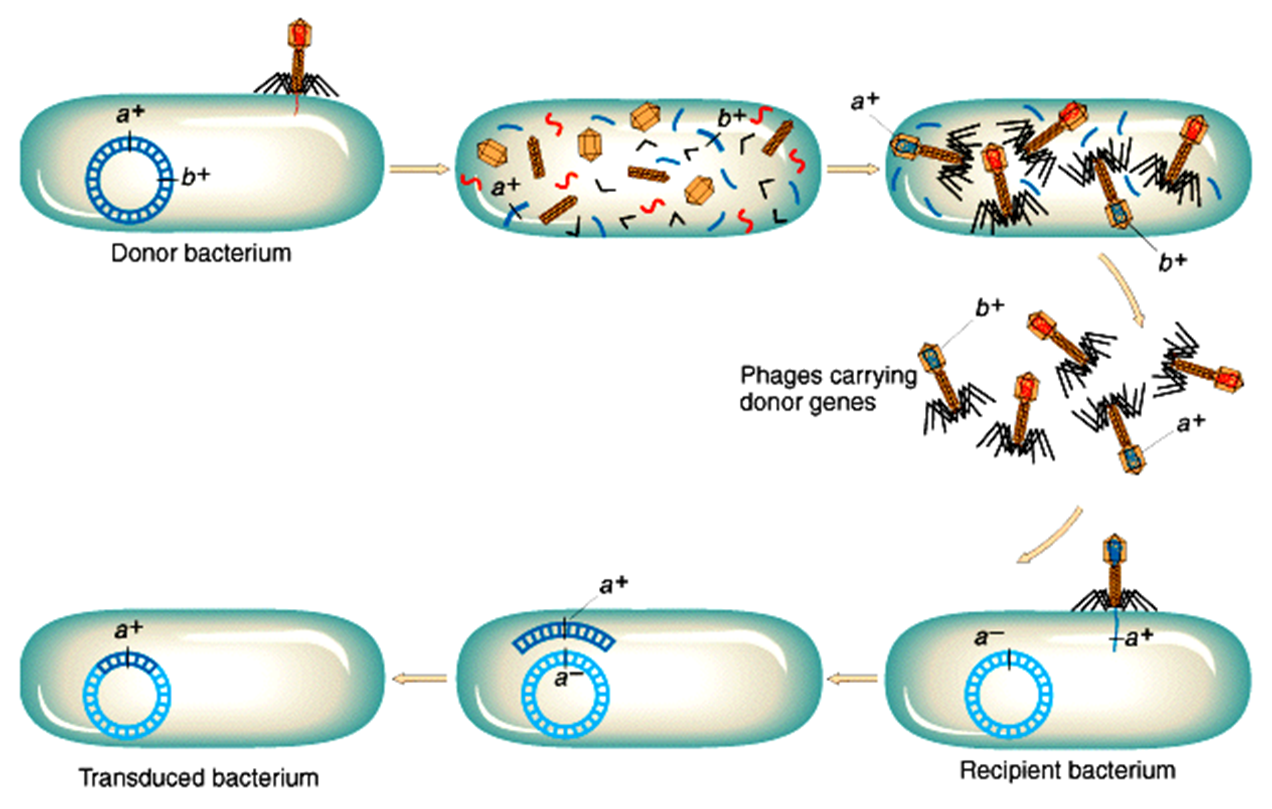 a+
b+
Donor bacterium
b+
a+
a+
b+
b+
Phages carrying
donor genes
a+
a+
a–
Transduced bacterium
a+
a–
a+
Recipient bacterium